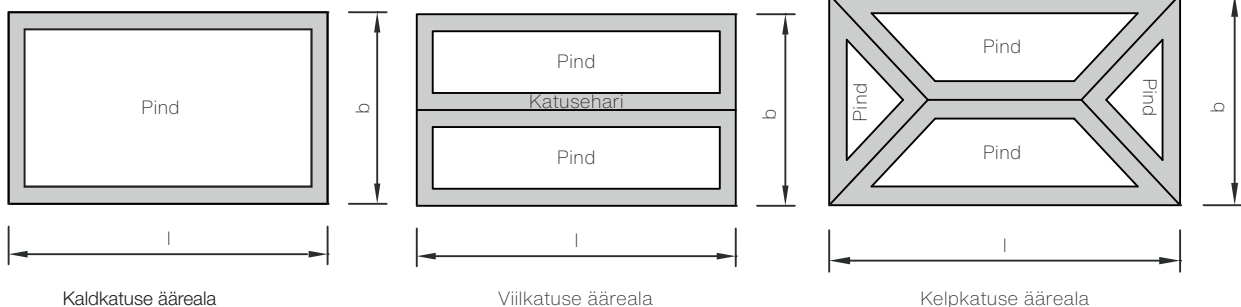 Pind
b
l
Kaldkatuse ääreala
Pind
Katusehari
Pind
b
l
Viilkatuse ääreala
Pind
Pind
Pind
Pind
b
l
Kelpkatuse ääreala